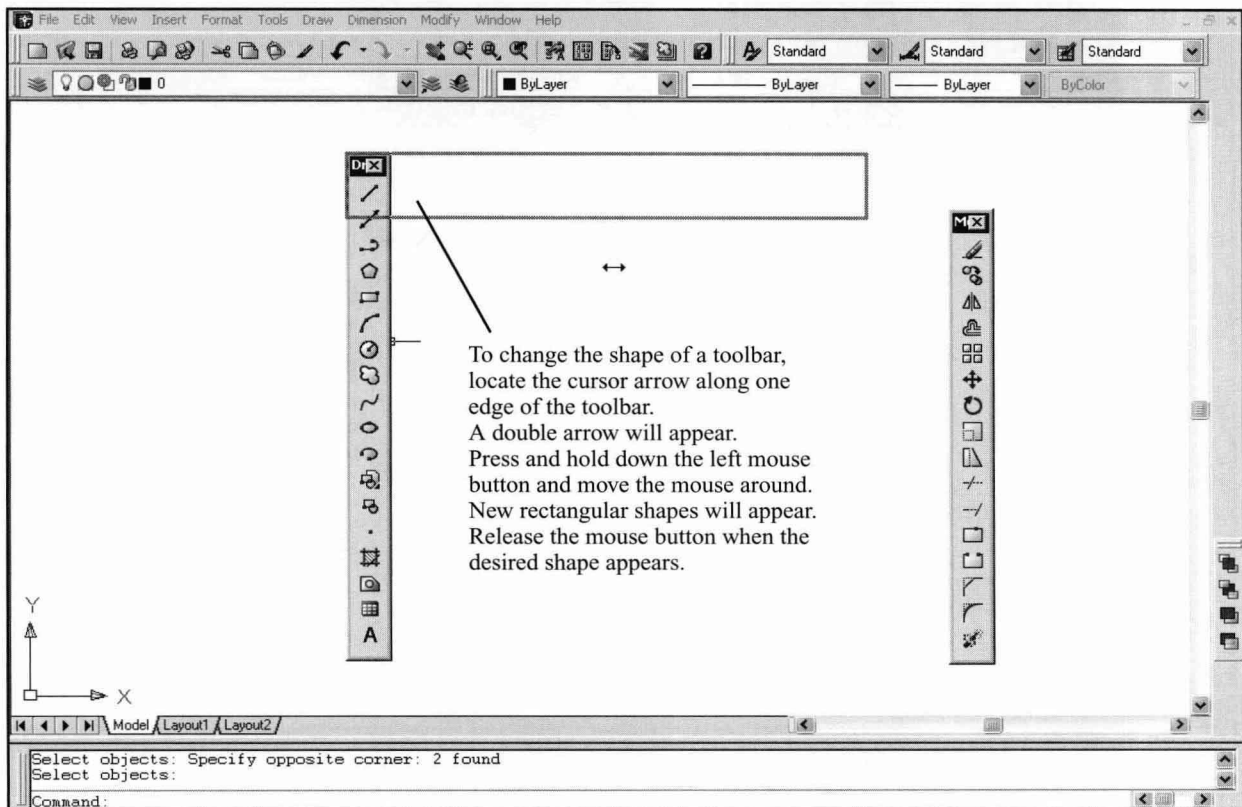 File Edit View Insert Format Tools Draw Dimension Modify Window Help
Standard Standard Standard
0 ByLayer ByLayer ByLayer ByColor
Dr
M
To change the shape of a toolbar,
locate the cursor arrow along one
edge of the toolbar.
A double arrow will appear.
Press and hold down the left mouse
button and move the mouse around.
New rectangular shapes will appear.
Release the mouse button when the
desired shape appears.
A
Y
X
Model Layout1 Layout2
Select objects: Specify opposite corner: 2 found
Select objects:
Command: